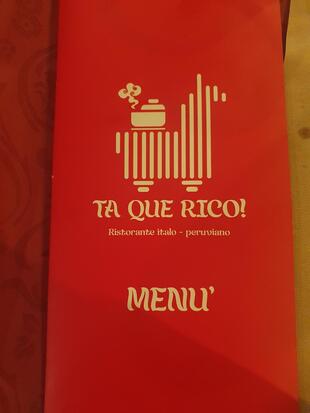 TA QUE RICO!
Ristorante italo - peruviano
MENU'